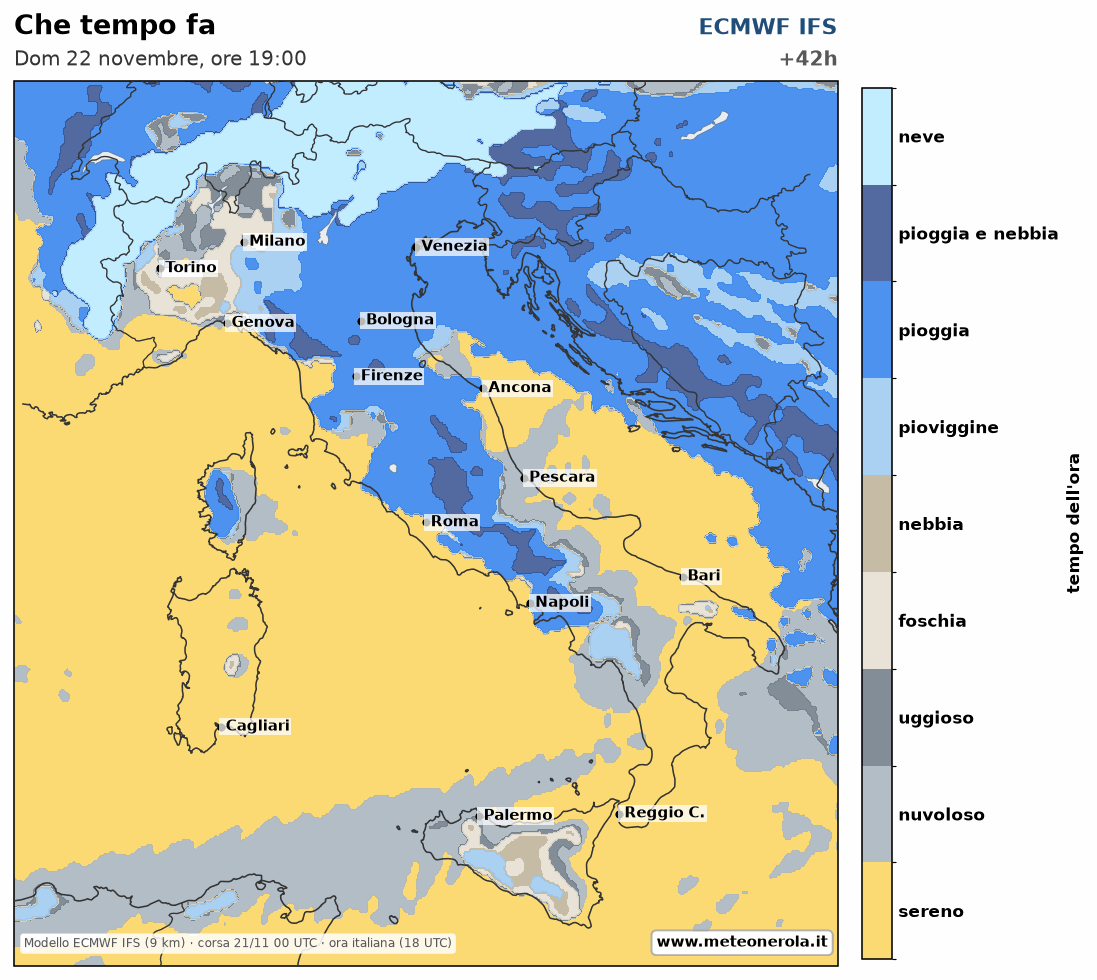 Che tempo fa
ECMWF IFS
Dom 22 novembre, ore 19:00
+42h
neve
pioggia e nebbia
pioggia
pioviggine
nebbia
foschia
uggioso
nuvoloso
sereno
tempo dell'ora
Milano
Venezia
Torino
Genova
Bologna
Firenze
Ancona
Pescara
Roma
Bari
Napoli
Cagliari
Palermo
Reggio C.
Modello ECMWF IFS (9 km) · corsa 21/11 00 UTC · ora italiana (18 UTC)
www.meteonerola.it